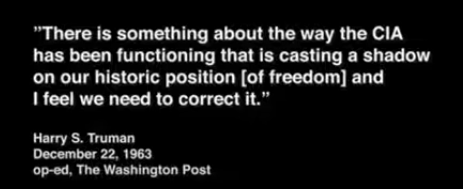 ”There is something about the way the CIA
has been functioning that is casting a shadow
on our historic position [of freedom] and
I feel we need to correct it.”
Harry S. Truman
December 22, 1963
op-ed, The Washington Post